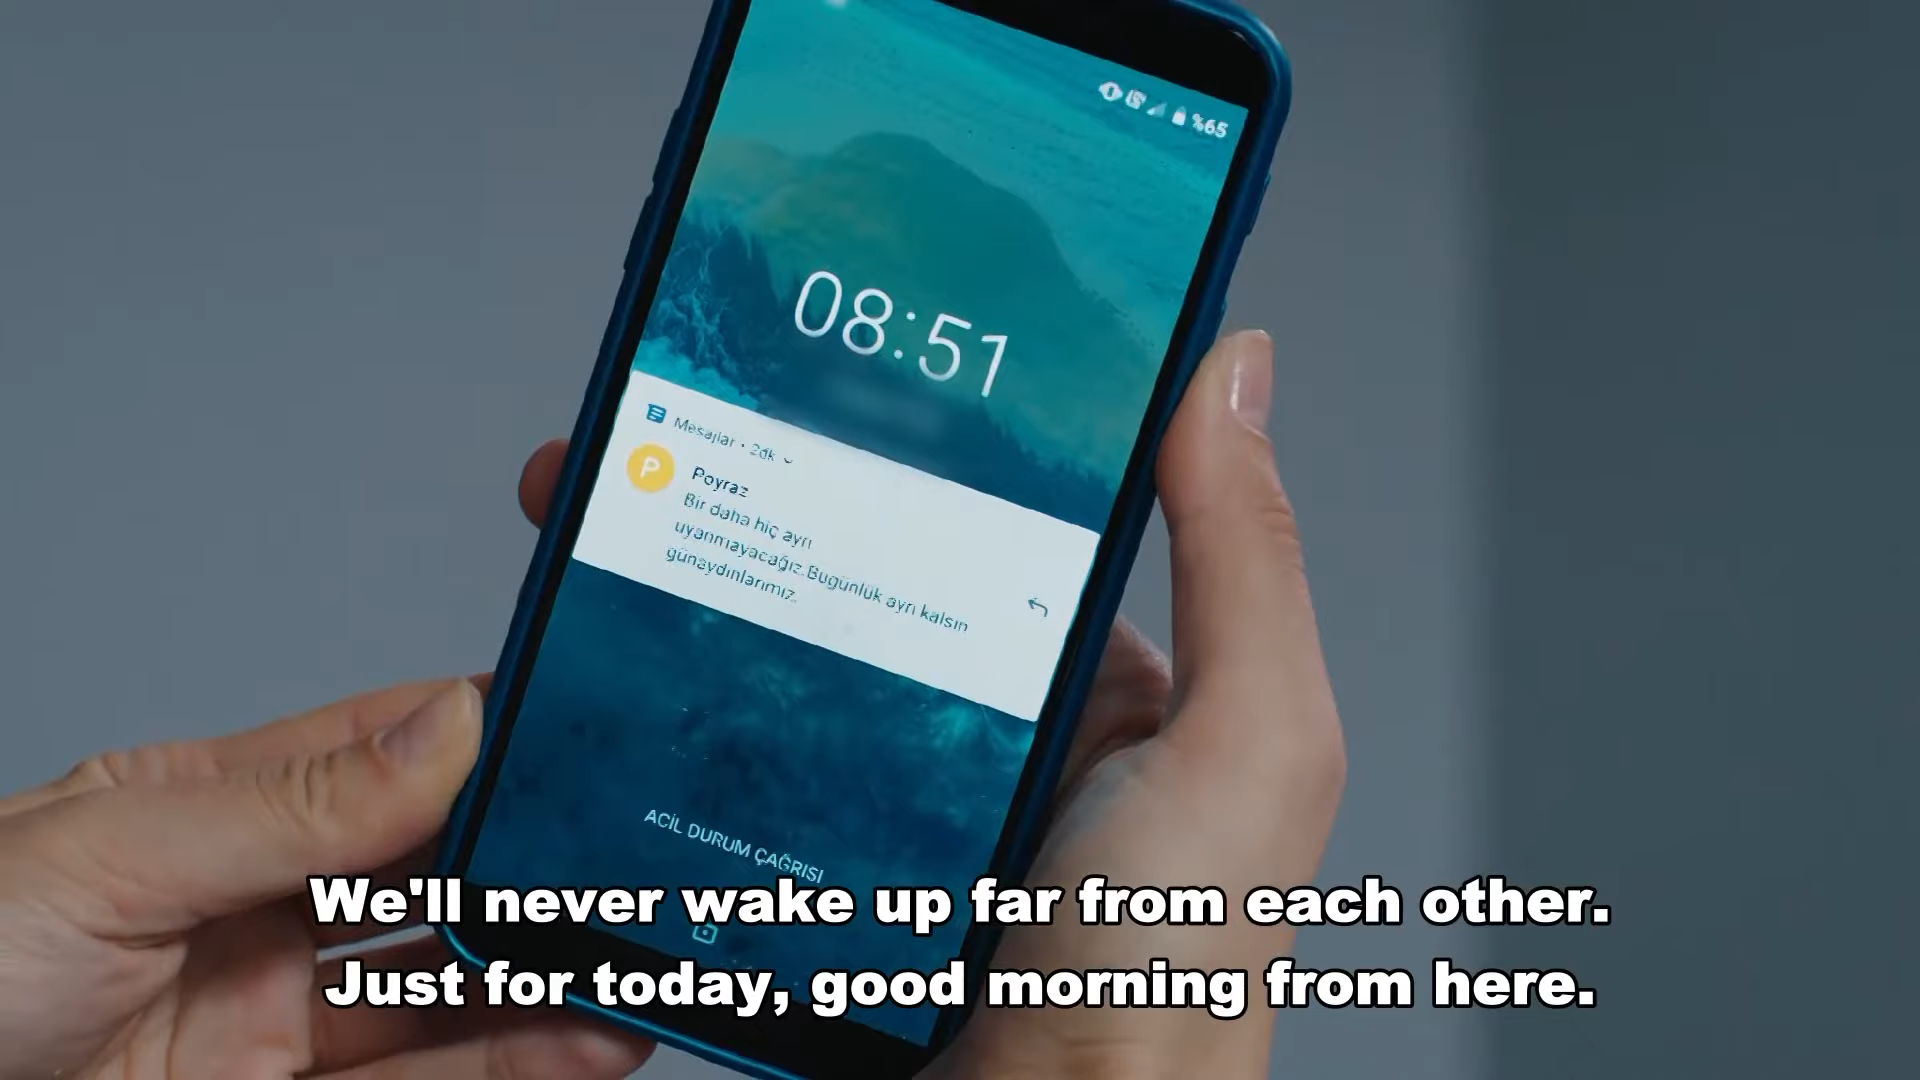 %65
08:51
Mesajlar • 2dk
P
Poyraz
Bir daha hiç ayrı
uyanmayacağız.Bugünlük ayrı kalsın
günaydınlarımız.
ACİL DURUM ÇAĞRISI
We'll never wake up far from each other.
Just for today, good morning from here.